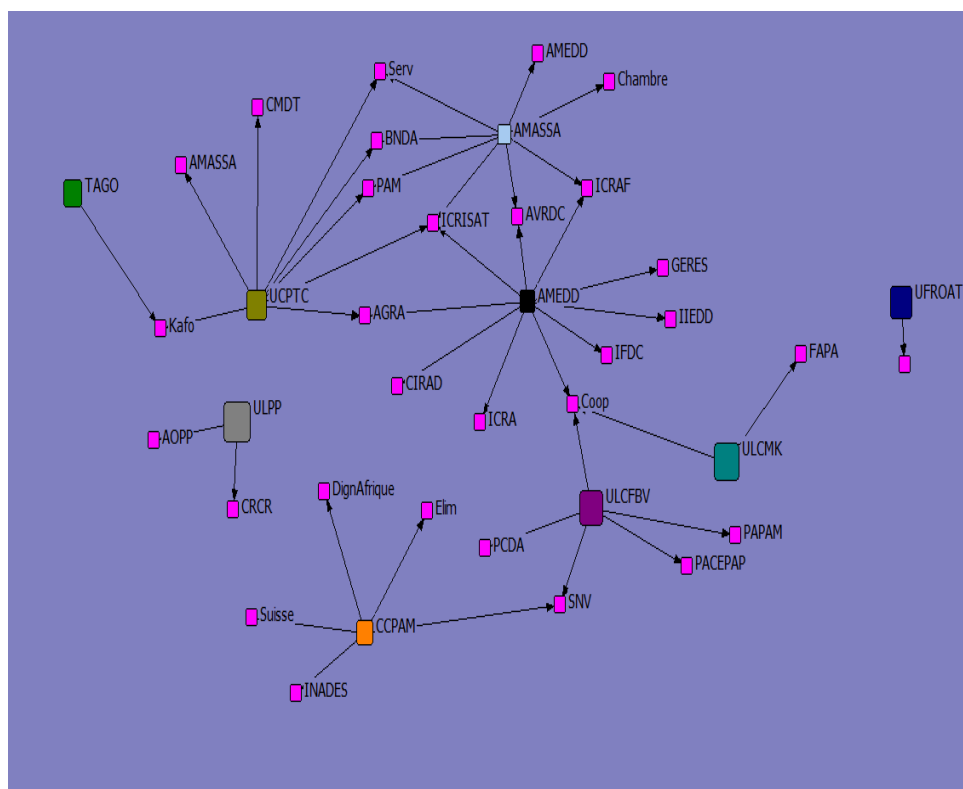 AMEDD
Serv
Chambre
CMDT
AMASSA
BNDA
AMASSA
TAGO
PAM
ICRAF
ICRISAT
AVRDC
GERES
UCPTC
AMEDD
UFROAT
AGRA
IIEDD
Kafo
IFDC
FAPA
CIRAD
Coop
ULPP
ICRA
AOPP
ULCMK
DignAfrique
ULCFBV
CRCR
Elim
PAPAM
PCDA
PACEPAP
SNV
Suisse
CCPAM
INADES